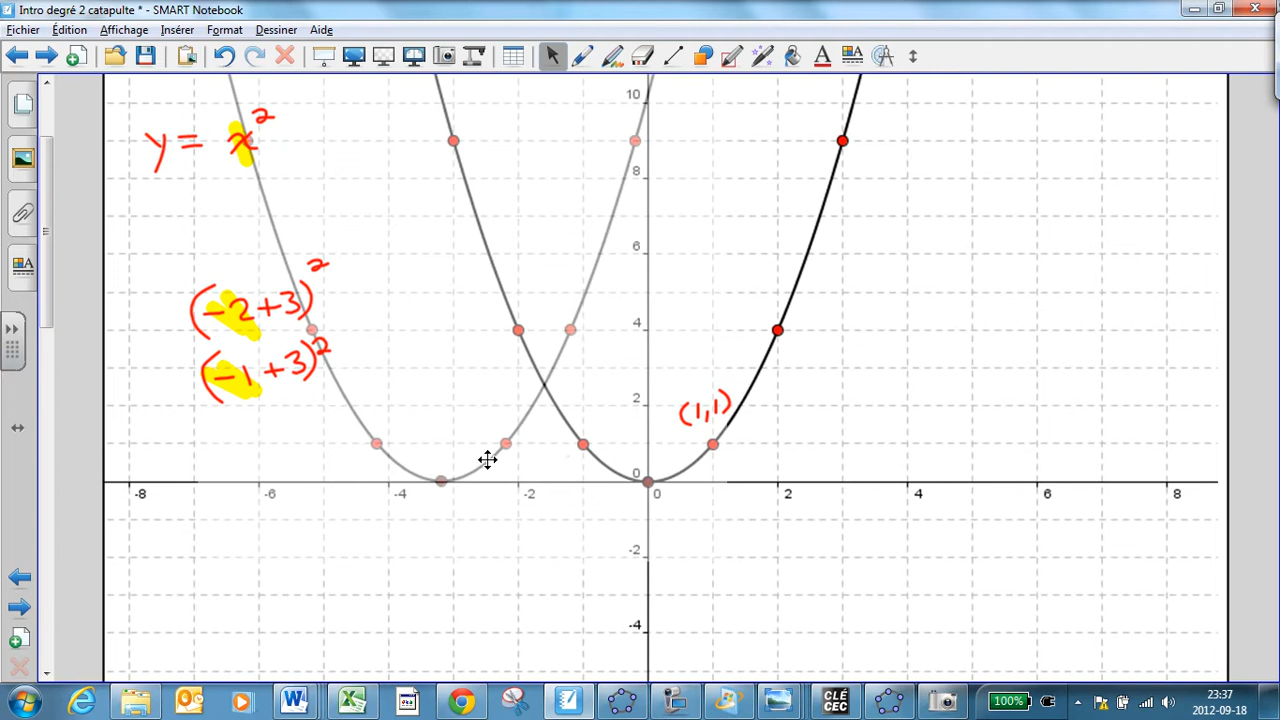 Intro degré 2 catapulte * - SMART Notebook
Fichier Édition Affichage Insérer Format Dessiner Aide
y = x²
(-2+3)²
(-1+3)²
(1,1)
10
8
6
4
2
0
-8 -6 -4 -2 0 2 4 6 8
-2
-4
CLÉ
CEC
100%
23:37
2012-09-18